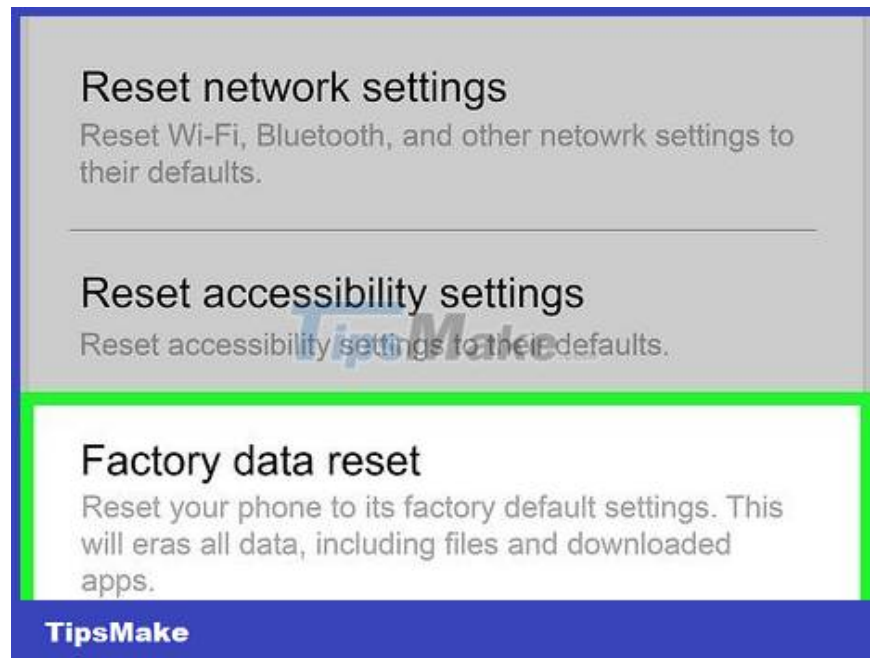 Reset network settings
Reset Wi-Fi, Bluetooth, and other netowrk settings to
their defaults.
Reset accessibility settings
Reset accessibility settings to their defaults.
TipsMake
Factory data reset
Reset your phone to its factory default settings. This
will eras all data, including files and downloaded
apps.
TipsMake